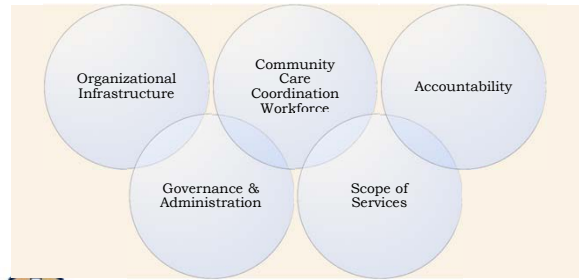 Organizational
Infrastructure
Community
Care
Coordination
Workforce
Accountability
Governance &
Administration
Scope of
Services